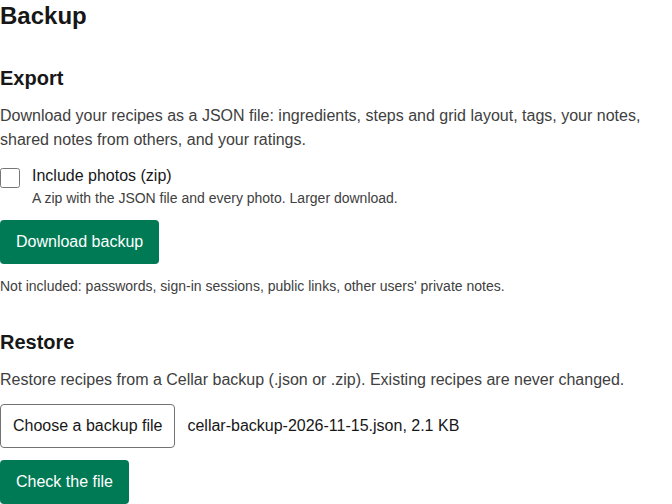 Backup
Export
Download your recipes as a JSON file: ingredients, steps and grid layout, tags, your notes,
shared notes from others, and your ratings.
Include photos (zip)
A zip with the JSON file and every photo. Larger download.
Download backup
Not included: passwords, sign-in sessions, public links, other users' private notes.
Restore
Restore recipes from a Cellar backup (.json or .zip). Existing recipes are never changed.
Choose a backup file cellar-backup-2026-11-15.json, 2.1 KB
Check the file